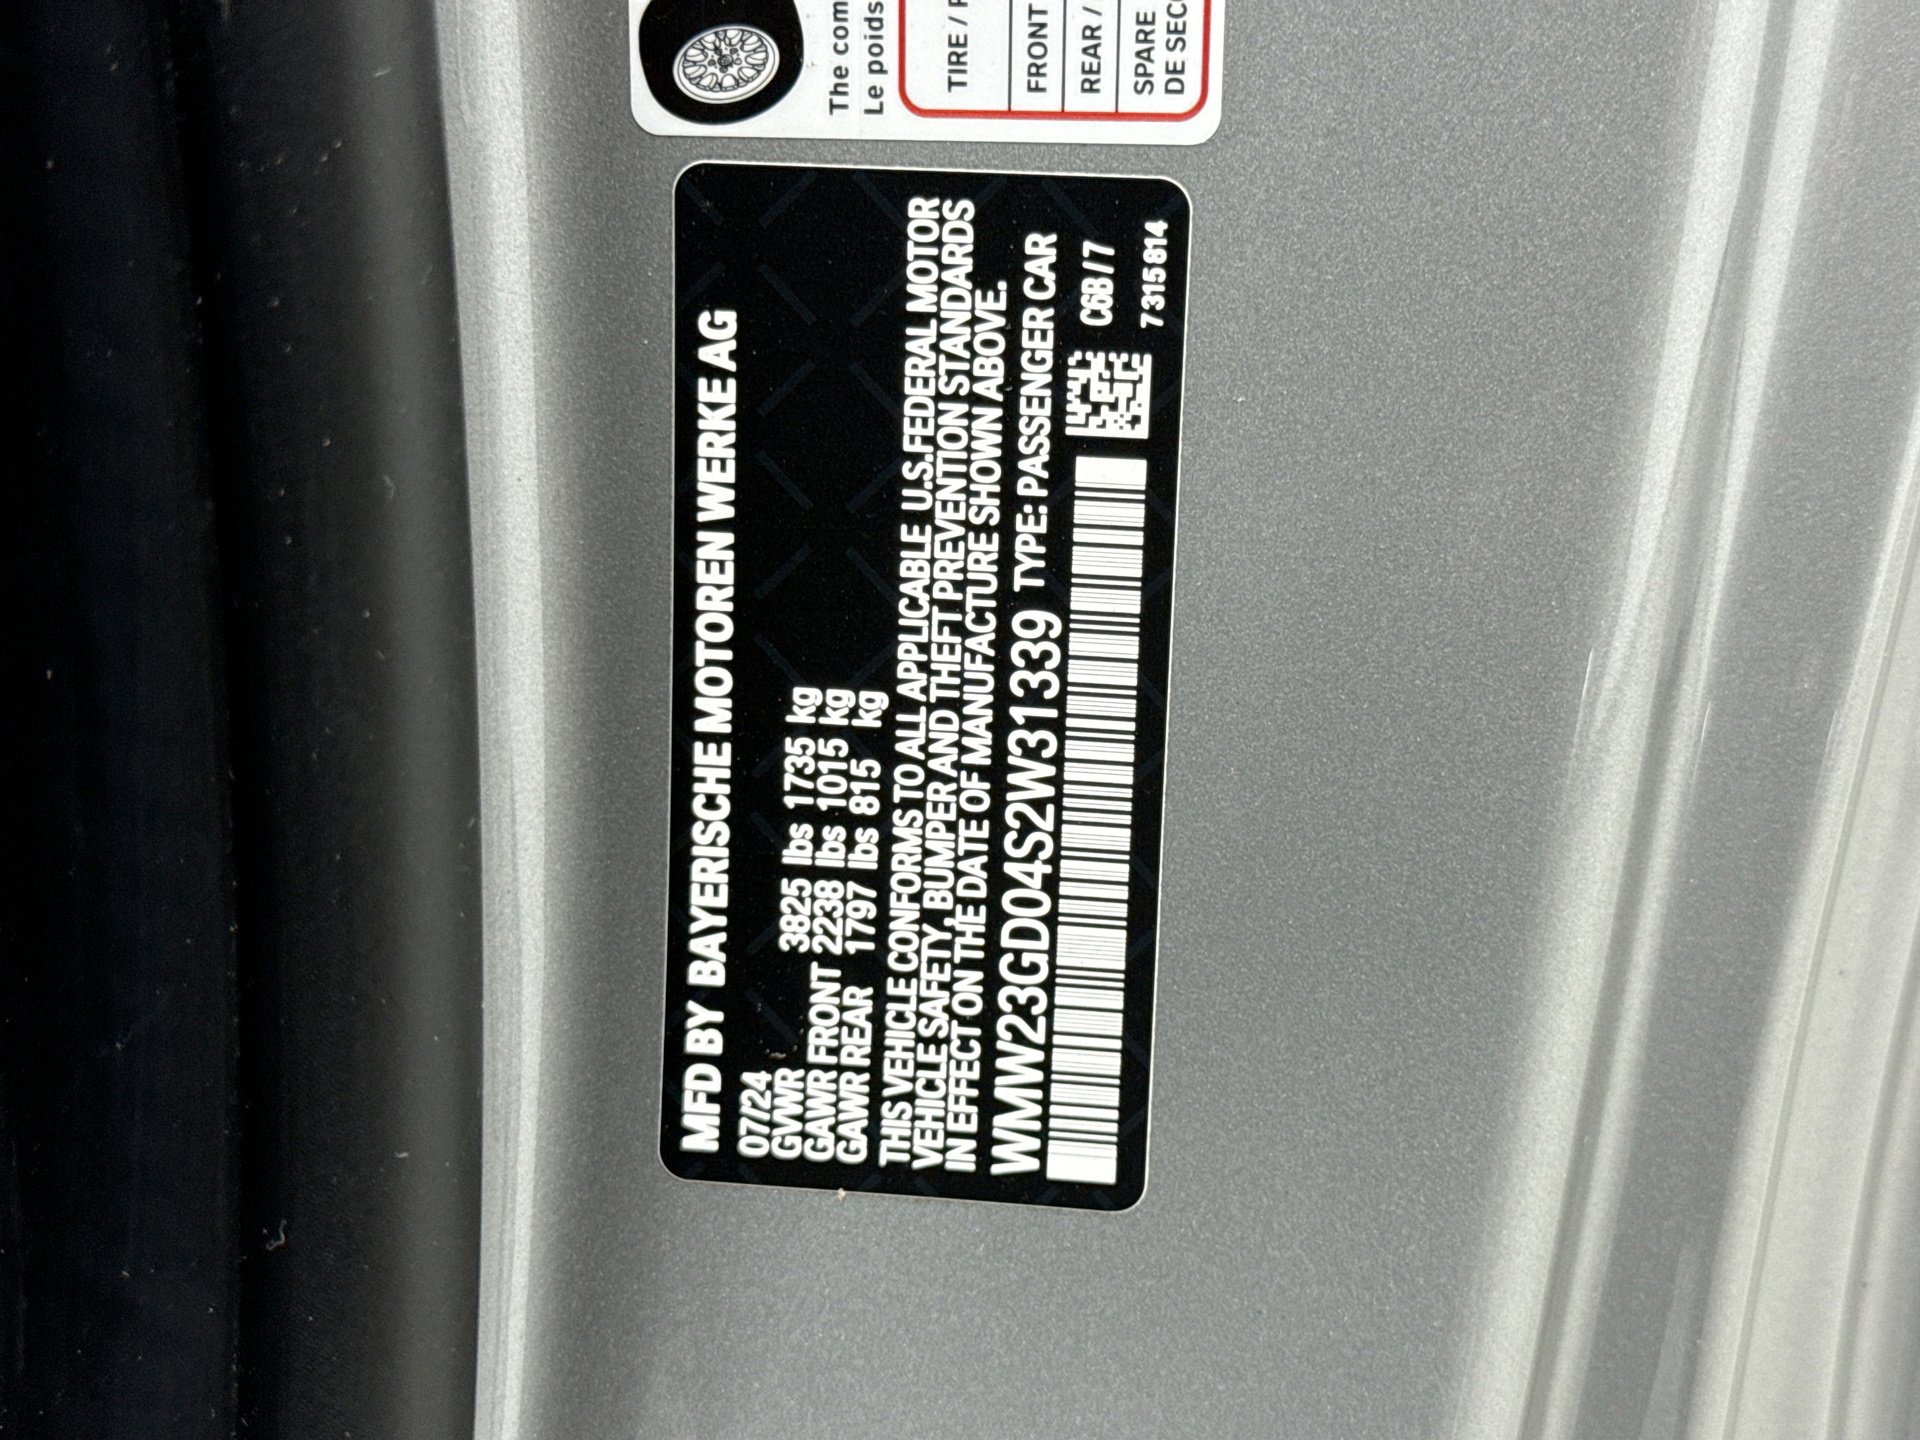 MFD BY BAYERISCHE MOTOREN WERKE AG
07/24
GVWR 3825 lbs 1735 kg
GAWR FRONT 2238 lbs 1015 kg
GAWR REAR 1797 lbs 815 kg
THIS VEHICLE CONFORMS TO ALL APPLICABLE U.S.FEDERAL MOTOR
VEHICLE SAFETY, BUMPER AND THEFT PREVENTION STANDARDS
IN EFFECT ON THE DATE OF MANUFACTURE SHOWN ABOVE.
WMW23GD04S2W31339 TYPE: PASSENGER CAR
C6B/7
7315814
The
Le poids
TIRE /
FRONT
REAR /
SPARE
DE